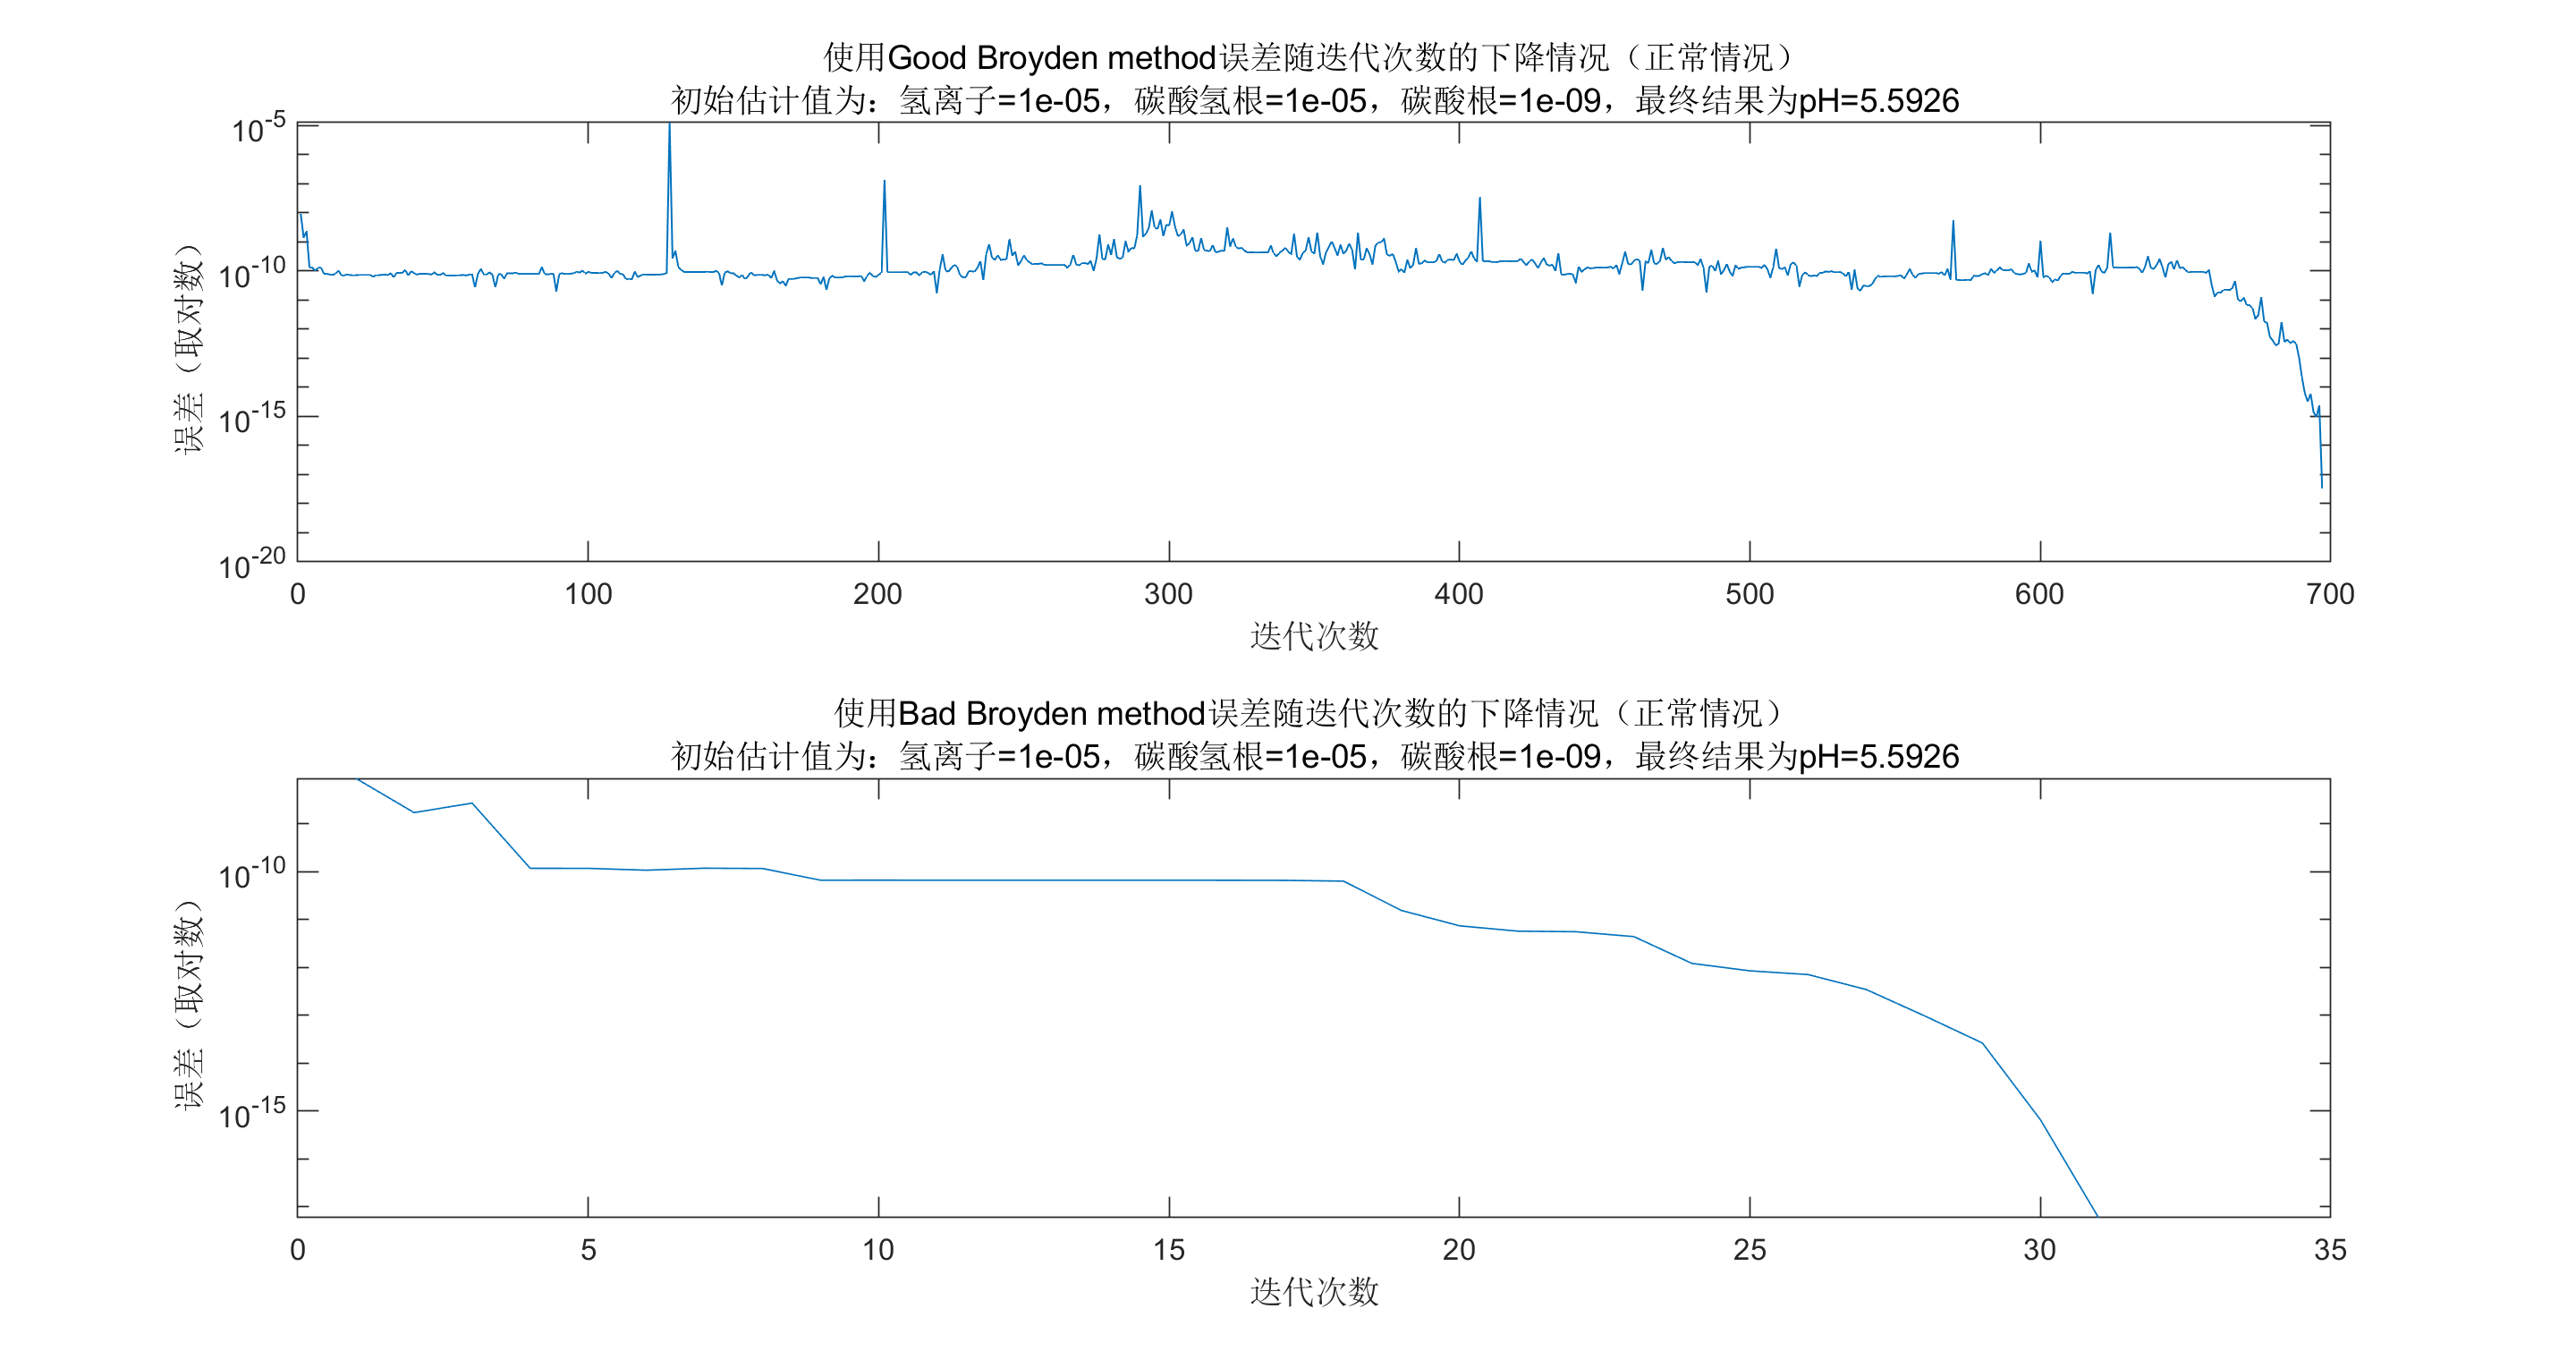 使用Good Broyden method误差随迭代次数的下降情况（正常情况）
初始估计值为：氢离子=1e-05，碳酸氢根=1e-05，碳酸根=1e-09，最终结果为pH=5.5926
误差（取对数）
10^-5
10^-10
10^-15
10^-20
0 100 200 300 400 500 600 700
迭代次数
使用Bad Broyden method误差随迭代次数的下降情况（正常情况）
初始估计值为：氢离子=1e-05，碳酸氢根=1e-05，碳酸根=1e-09，最终结果为pH=5.5926
误差（取对数）
10^-10
10^-15
0 5 10 15 20 25 30 35
迭代次数